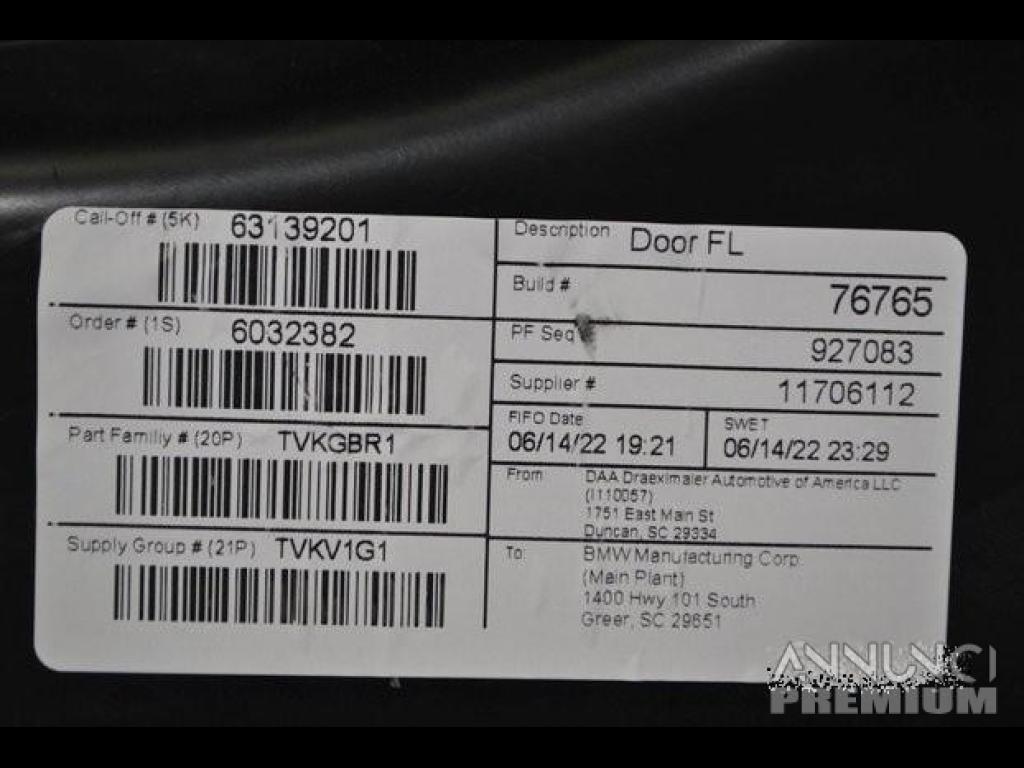 Call-Off # (5K) 63139201
Order # (1S) 6032382
Part Familiy # (20P) TVKGBR1
Supply Group # (21P) TVKV1G1
Description Door FL
Build # 76765
PF Seq 927083
Supplier # 11706112
FIFO Date
06/14/22 19:21
SWET
06/14/22 23:29
From DAA Draeximaier Automotive of America LLC
(I110057)
1751 East Main St
Duncan, SC 29334
To: BMW Manufacturing Corp.
(Main Plant)
1400 Hwy 101 South
Greer, SC 29651
ANNUNCI
PREMIUM